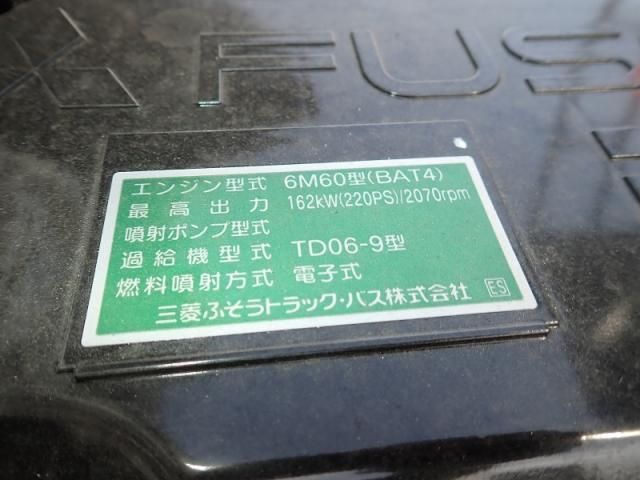 FUS
エンジン型式 6M60型(BAT4)
最高出力 162kW(220PS)/2070rpm
噴射ポンプ型式
過給機型式 TD06-9型
燃料噴射方式 電子式
三菱ふそうトラック・バス株式会社 ES